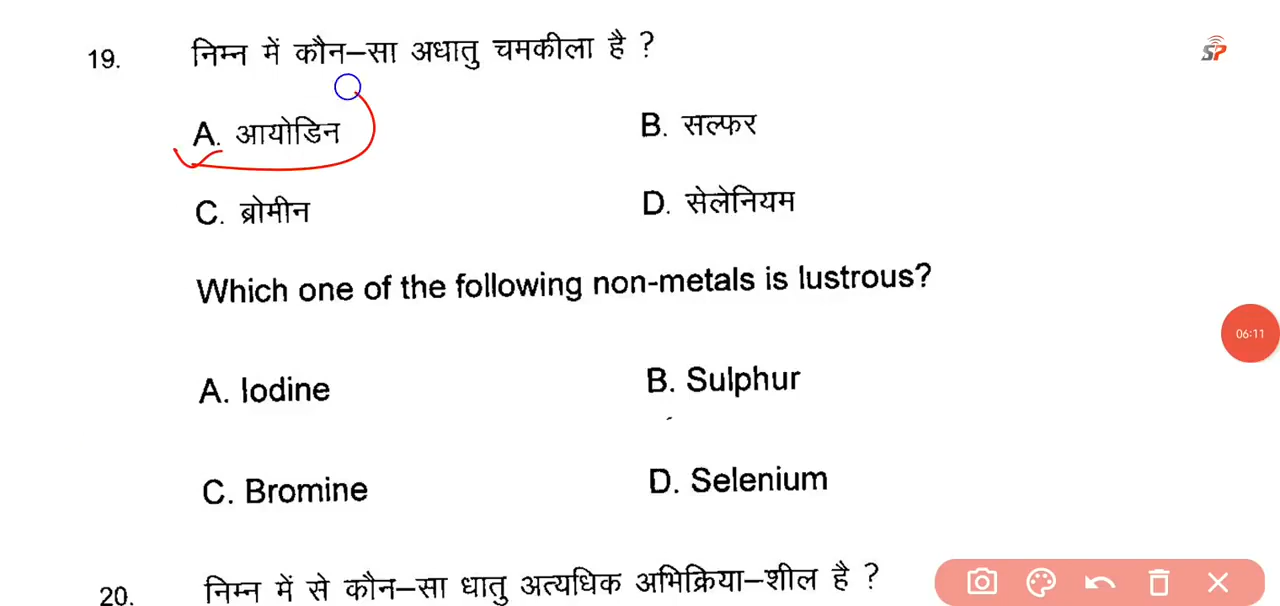 19. निम्न में कौन–सा अधातु चमकीला है ?
SP
A. आयोडिन B. सल्फर
C. ब्रोमीन D. सेलेनियम
Which one of the following non-metals is lustrous?
06:11
A. Iodine B. Sulphur
C. Bromine D. Selenium
20. निम्न में से कौन–सा धातु अत्यधिक अभिक्रिया–शील है ?